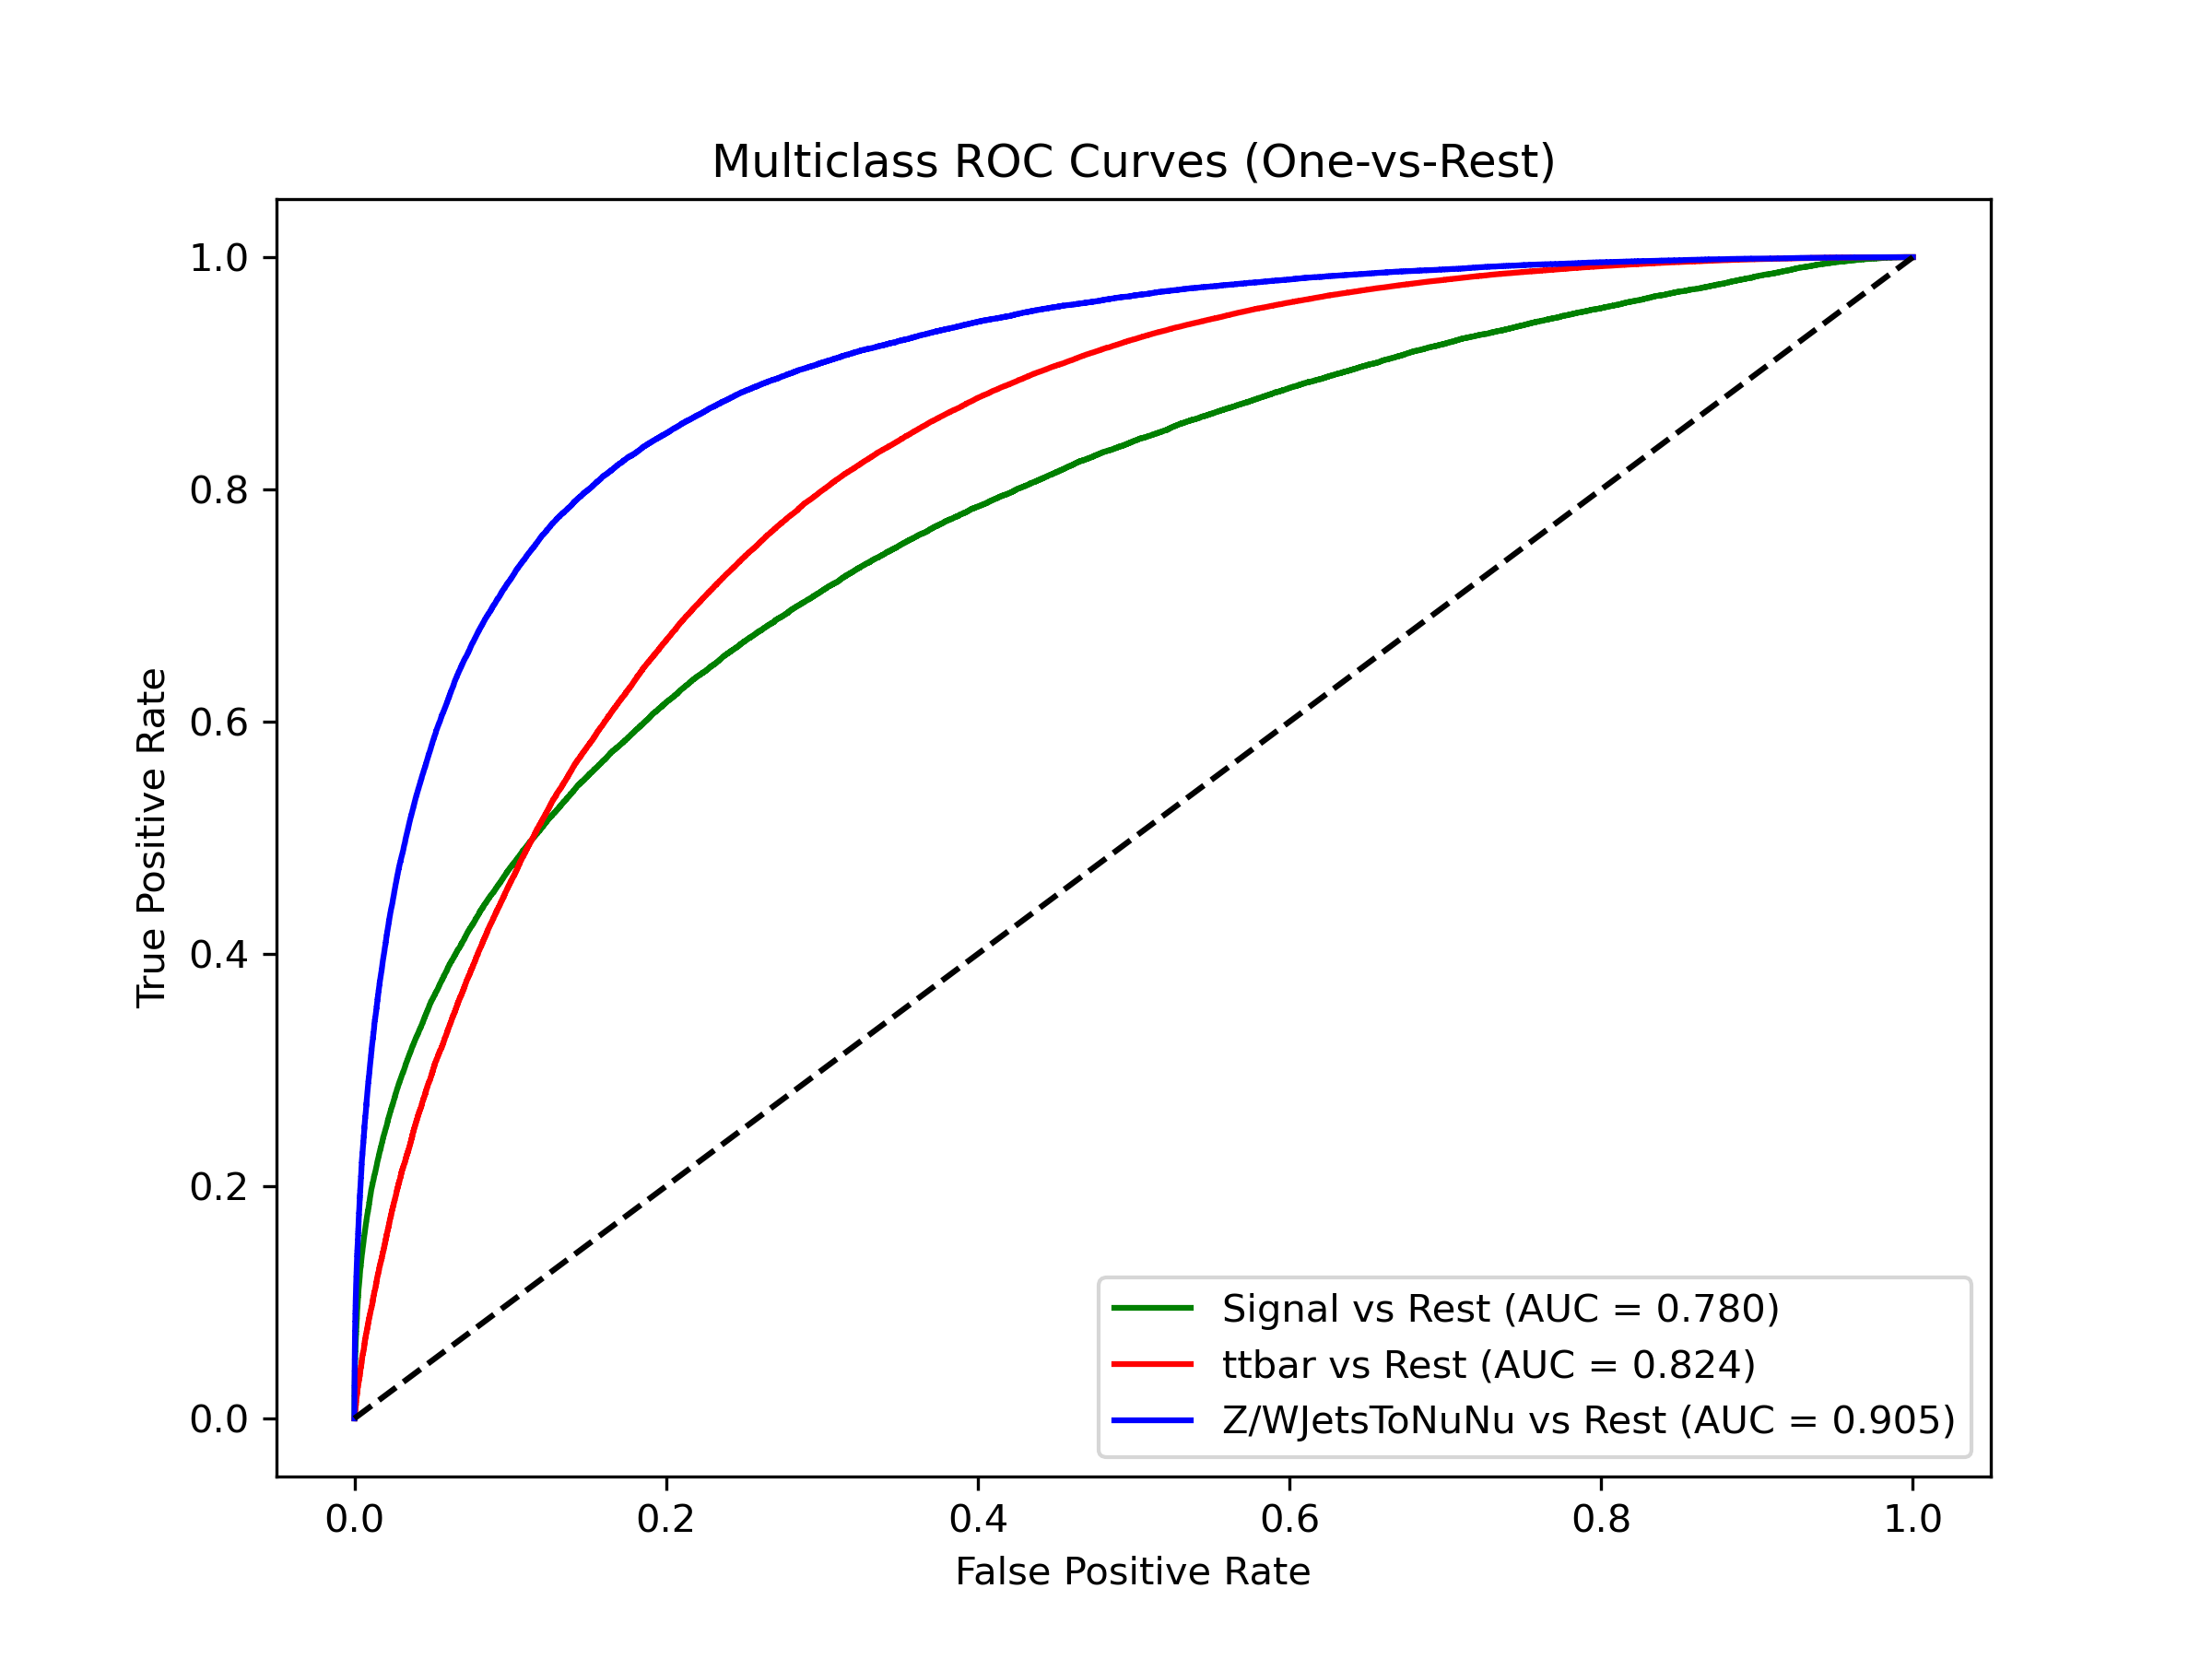 Multiclass ROC Curves (One-vs-Rest)
1.0
0.8
0.6
0.4
0.2
0.0
True Positive Rate
Signal vs Rest (AUC = 0.780)
ttbar vs Rest (AUC = 0.824)
Z/WJetsToNuNu vs Rest (AUC = 0.905)
0.0 0.2 0.4 0.6 0.8 1.0
False Positive Rate